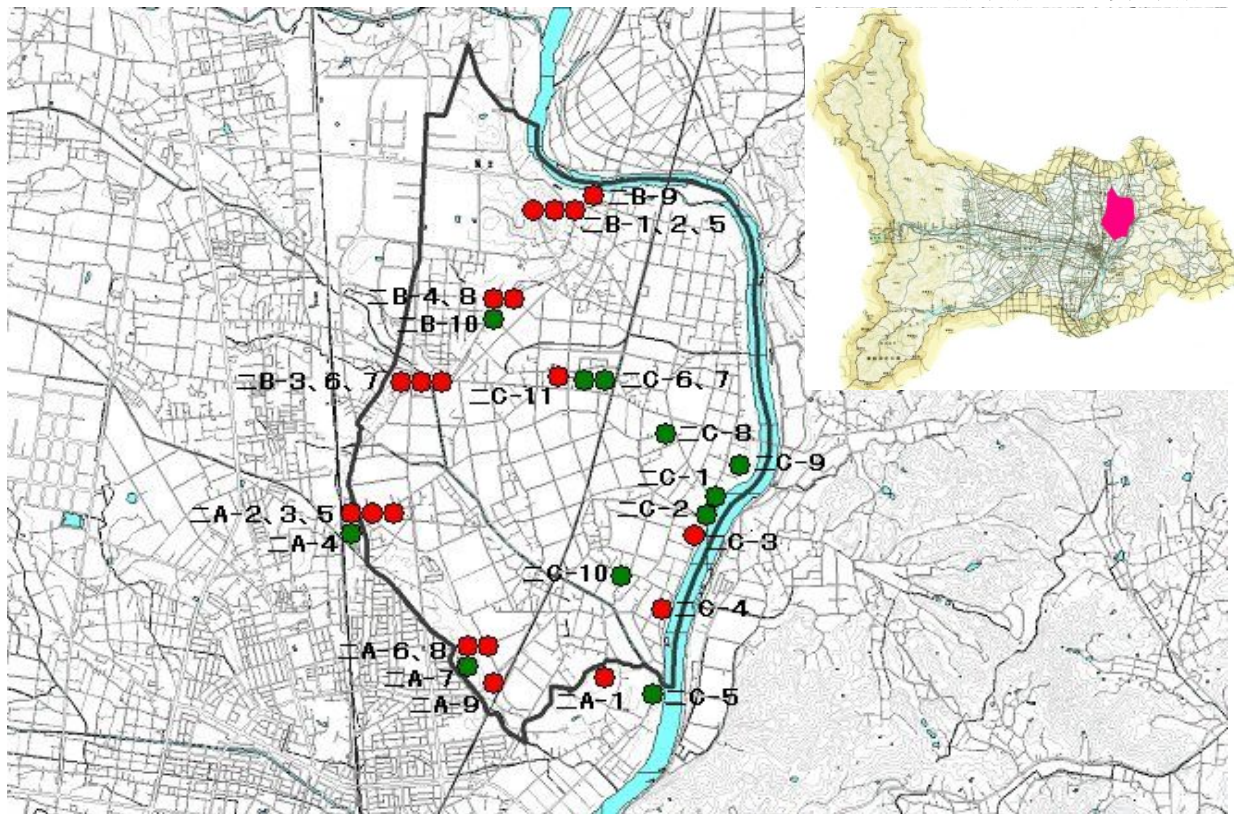 二B-9
二B-1、2、5
二B-4、8
二B-10
二B-3、6、7
二C-11
二C-6、7
二C-8
二C-9
二C-1
二C-2
二A-2、3、5
二A-4
二C-3
二C-10
二C-4
二A-6、8
二A-7
二A-9
二A-1
二C-5